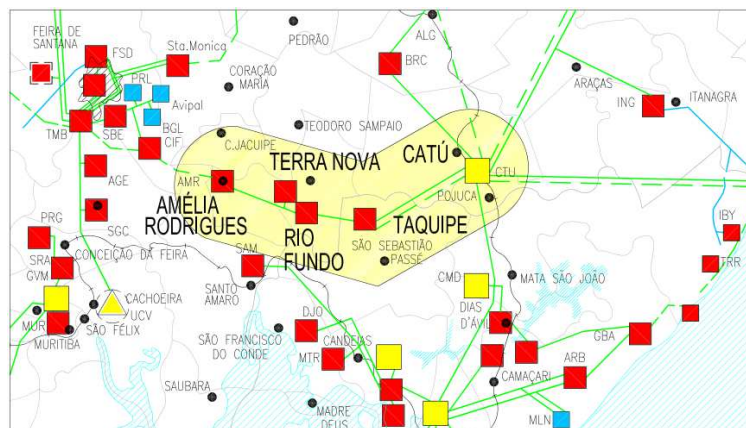 FEIRA DE
SANTANA
FSD
Sta.Monica
PEDRÃO
ALG
BRC
PRL
Avipal
CORAÇÃO
MARIA
ARAÇAS
ING
ITANAGRA
TMB
SBE
BGL
CIF
TEODORO SAMPAIO
C.JACUIPE
TERRA NOVA
CATÚ
CTU
AGE
AMR
POJUCA
AMÉLIA
RODRIGUES
RIO
FUNDO
TAQUIPE
SÃO SEBASTIÃO
PASSÉ
PRG
SGC
IBY
SRA
CONCEIÇÃO DA FEIRA
GVM
SAM
TRR
CMD
MATA SÃO JOÃO
SANTO
AMARO
CACHOEIRA
UCV
MUR
SÃO FÉLIX
MURITIBA
DJO
DIAS
D'ÁVIL
SÃO FRANCISCO
DO CONDE
CANDEIAS
MTR
GBA
ARB
CAMAÇARI
SAUBARA
MADRE
DEUS
MLN